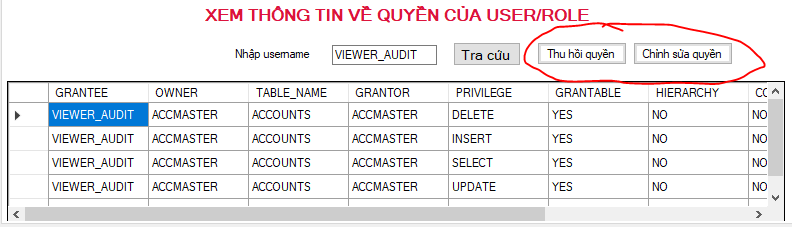 XEM THÔNG TIN VỀ QUYỀN CỦA USER/ROLE
Nhập username VIEWER_AUDIT Tra cứu Thu hồi quyền Chỉnh sửa quyền
GRANTEE OWNER TABLE_NAME GRANTOR PRIVILEGE GRANTABLE HIERARCHY CO
VIEWER_AUDIT ACCMASTER ACCOUNTS ACCMASTER DELETE YES NO NO
VIEWER_AUDIT ACCMASTER ACCOUNTS ACCMASTER INSERT YES NO NO
VIEWER_AUDIT ACCMASTER ACCOUNTS ACCMASTER SELECT YES NO NO
VIEWER_AUDIT ACCMASTER ACCOUNTS ACCMASTER UPDATE YES NO NO